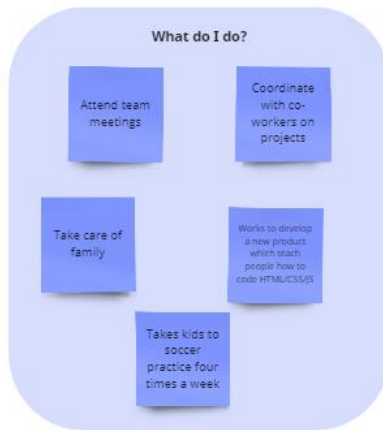 What do I do?
Attend team
meetings
Coordinate
with co-
workers on
projects
Take care of
family
Works to develop
a new product
which teach
people how to
code HTML/CSS/JS
Takes kids to
soccer
practice four
times a week